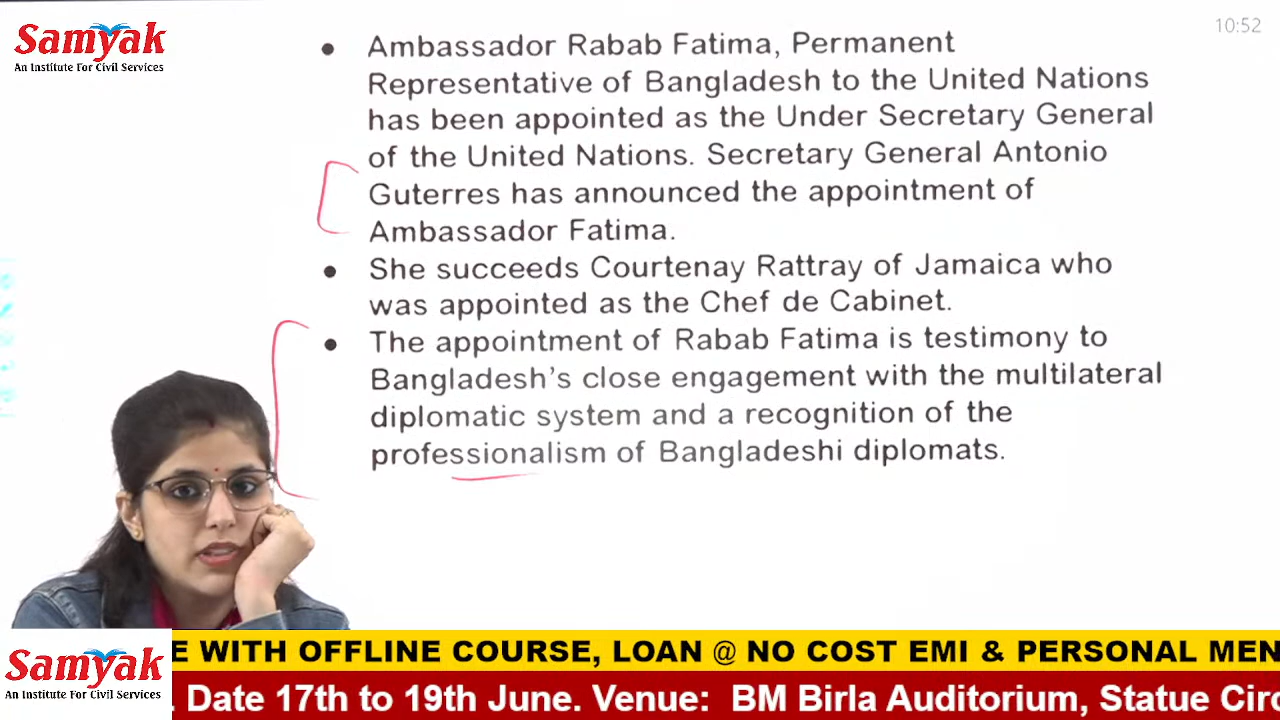 Samyak
An Institute For Civil Services
10:52
• Ambassador Rabab Fatima, Permanent
Representative of Bangladesh to the United Nations
has been appointed as the Under Secretary General
of the United Nations. Secretary General Antonio
Guterres has announced the appointment of
Ambassador Fatima.
• She succeeds Courtenay Rattray of Jamaica who
was appointed as the Chef de Cabinet.
• The appointment of Rabab Fatima is testimony to
Bangladesh's close engagement with the multilateral
diplomatic system and a recognition of the
professionalism of Bangladeshi diplomats.
Samyak
An Institute For Civil Services
E WITH OFFLINE COURSE, LOAN @ NO COST EMI & PERSONAL MEN
. Date 17th to 19th June. Venue: BM Birla Auditorium, Statue Circ